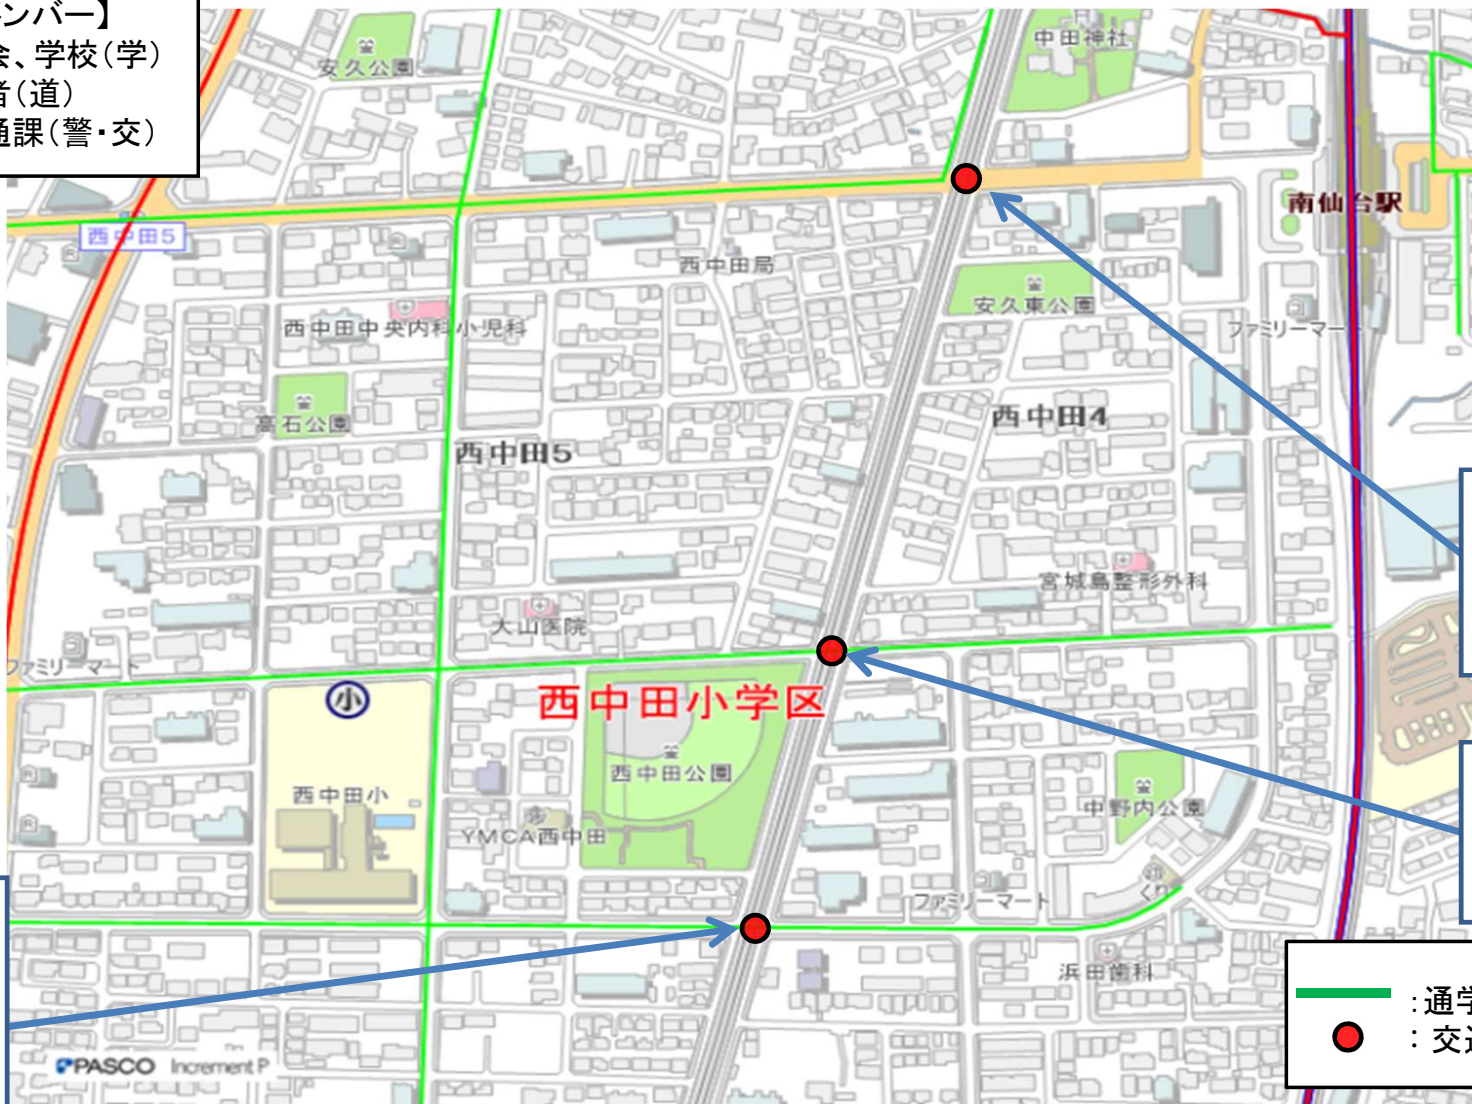 ンバー】
会、学校（学）
者（道）
通課（警・交）
安久公園
中田神社
西中田5
南仙台駅
西中田局
安久東公園
西中田中央内科小児科
ファミリーマート
高石公園
西中田4
西中田5
宮城島整形外科
大山医院
ファミリーマート
小
西中田小学区
西中田公園
西中田小
中野内公園
YMCA西中田
ファミリーマート
くり
浜田歯科
：通学
：交通
PASCO Increment P